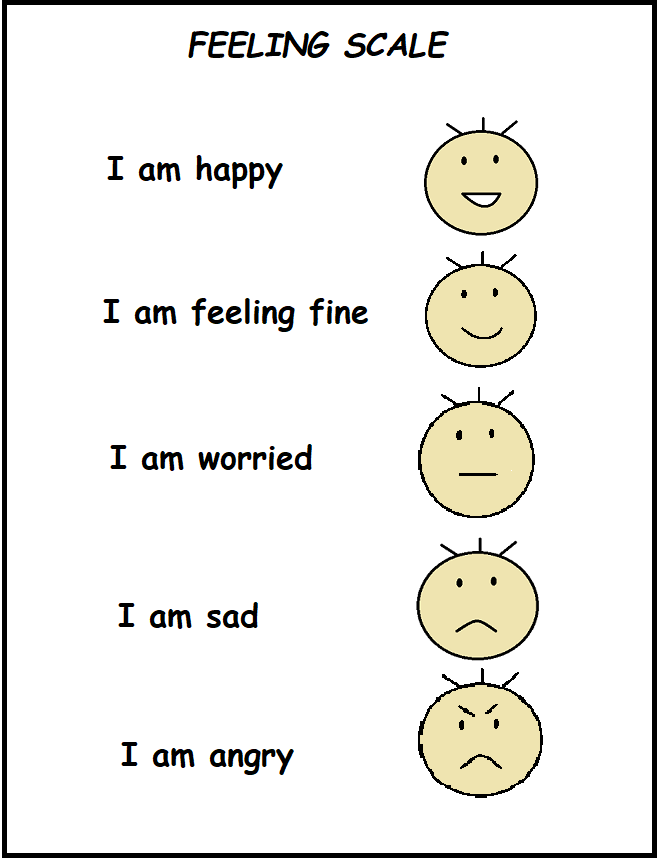 FEELING SCALE
I am happy
I am feeling fine
I am worried
I am sad
I am angry